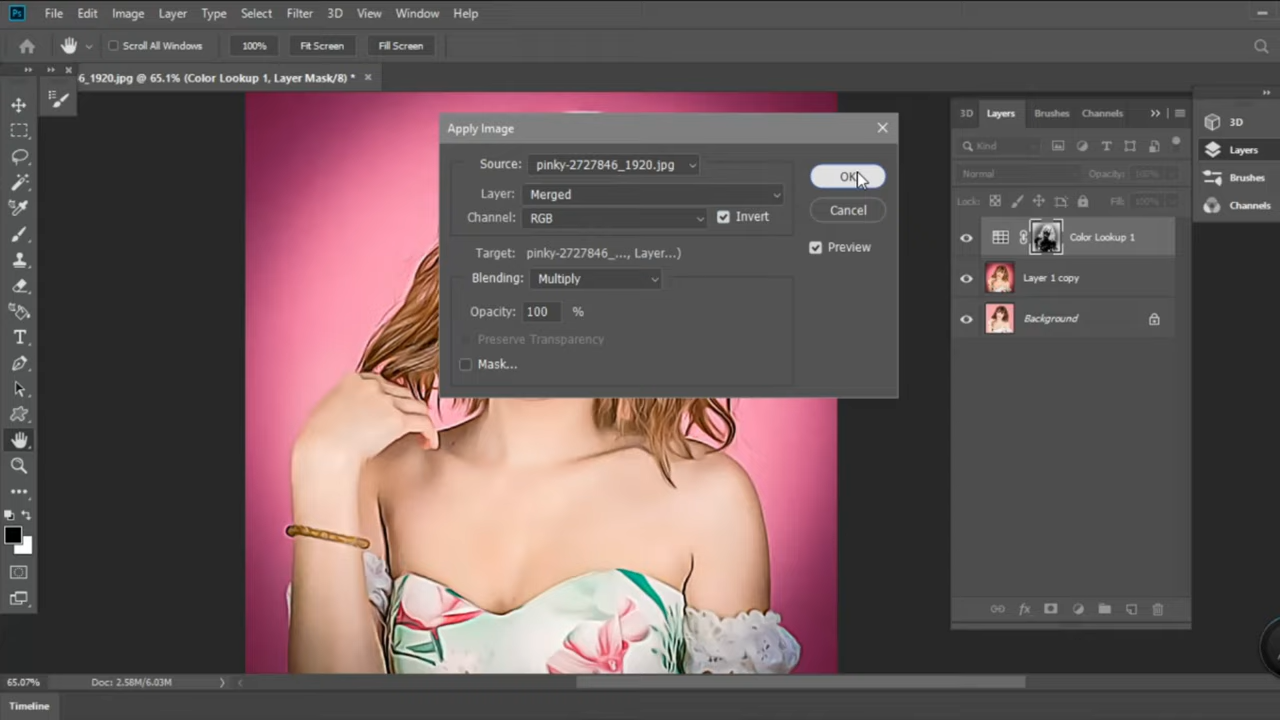 Ps File Edit Image Layer Type Select Filter 3D View Window Help
Scroll All Windows 100% Fit Screen Fill Screen
6_1920.jpg @ 65.1% (Color Lookup 1, Layer Mask/8) *
Apply Image
Source: pinky-2727846_1920.jpg
Layer: Merged
Channel: RGB Invert
Target: pinky-2727846_..., Layer...)
Blending: Multiply
Opacity: 100 %
Preserve Transparency
Mask...
OK
Cancel
Preview
3D Layers Brushes Channels
Kind
Normal Opacity: 100%
Lock: Fill: 100%
Color Lookup 1
Layer 1 copy
Background
3D
Layers
Brushes
Channels
65.07% Doc: 2.58M/6.03M
Timeline